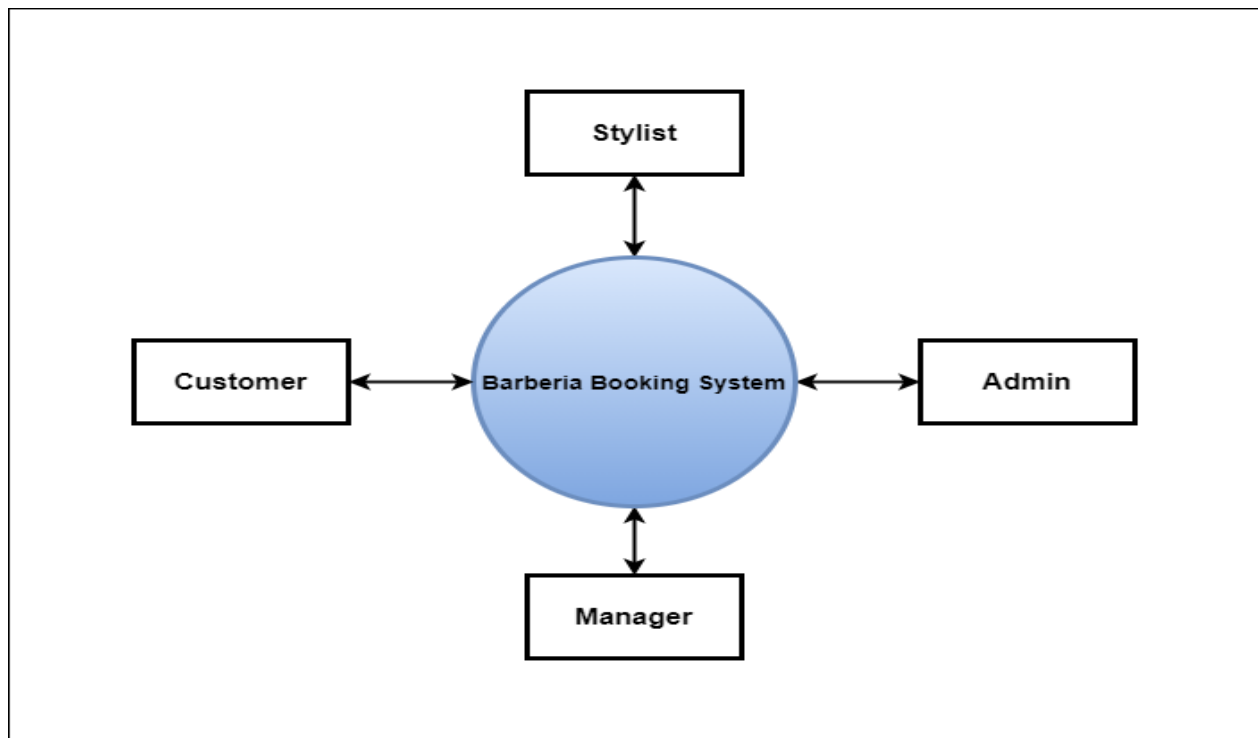 Stylist
Customer
Barberia Booking System
Admin
Manager